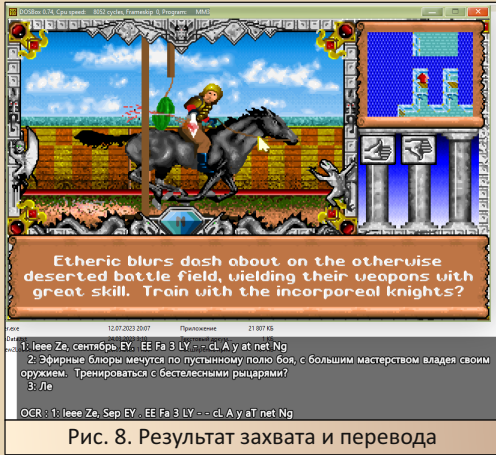 DOSBox 0.74, Cpu speed: 8052 cycles, Frameskip 0, Program: MM3
Etheric blurs dash about on the otherwise
deserted battle field, wielding their weapons with
great skill. Train with the incorporeal knights?
12.07.2023 20:07 Приложение 21 807 КБ
1: leee Ze, сентябрь EY. EE Fa 3 LY - - cL A y at net Ng
2: Эфирные блюры мечутся по пустынному полю боя, с большим мастерством владея своим
оружием. Тренироваться с бестелесными рыцарями?
3: Ле
OCR : 1: leee Ze, Sep EY . EE Fa 3 LY - - cL A y aT net Ng
Рис. 8. Результат захвата и перевода